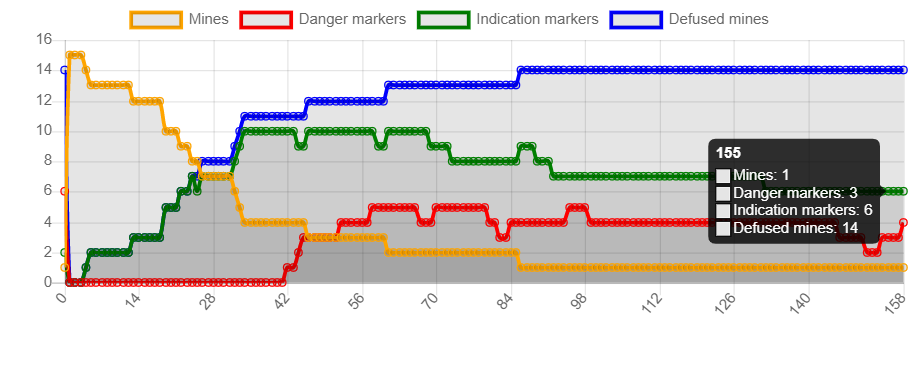 Mines Danger markers Indication markers Defused mines
16
14
12
10
8
6
4
2
0
155
Mines: 1
Danger markers: 3
Indication markers: 6
Defused mines: 14
0 14 28 42 56 70 84 98 112 126 140 158